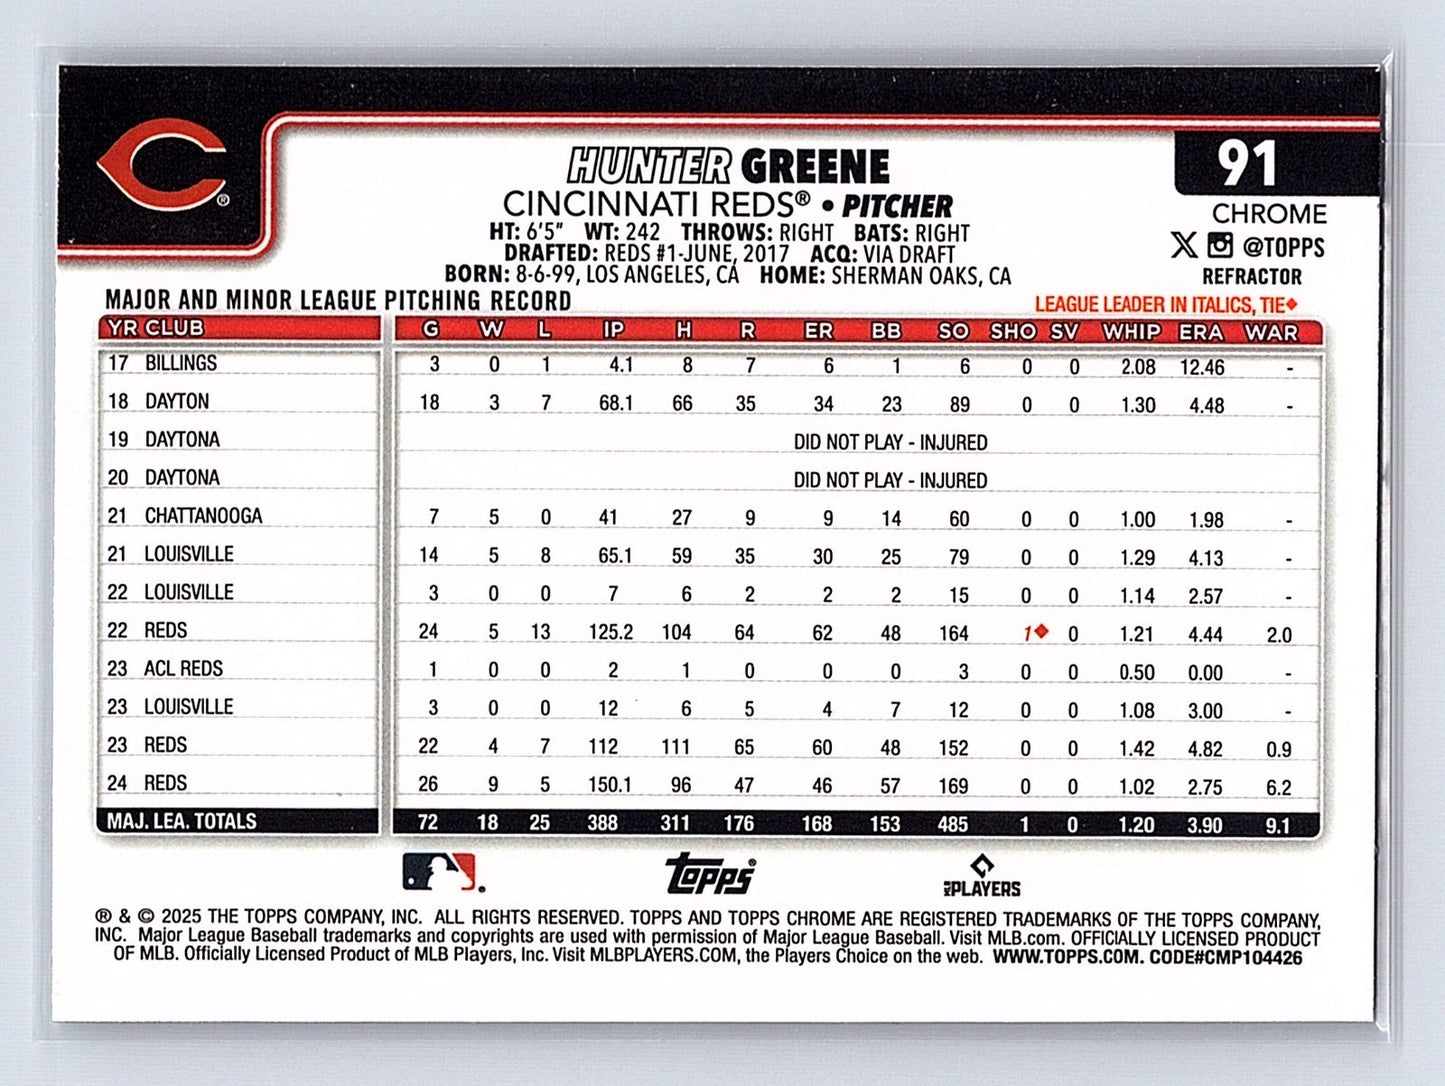 HUNTER GREENE
91
CINCINNATI REDS® • PITCHER
CHROME
HT: 6'5" WT: 242 THROWS: RIGHT BATS: RIGHT
@TOPPS
DRAFTED: REDS #1-JUNE, 2017 ACQ: VIA DRAFT
BORN: 8-6-99, LOS ANGELES, CA HOME: SHERMAN OAKS, CA
REFRACTOR
MAJOR AND MINOR LEAGUE PITCHING RECORD
LEAGUE LEADER IN ITALICS, TIE♦
YR CLUB G W L IP H R ER BB SO SHO SV WHIP ERA WAR
17 BILLINGS 3 0 1 4.1 8 7 6 1 6 0 0 2.08 12.46 -
18 DAYTON 18 3 7 68.1 66 35 34 23 89 0 0 1.30 4.48 -
19 DAYTONA DID NOT PLAY - INJURED
20 DAYTONA DID NOT PLAY - INJURED
21 CHATTANOOGA 7 5 0 41 27 9 9 14 60 0 0 1.00 1.98 -
21 LOUISVILLE 14 5 8 65.1 59 35 30 25 79 0 0 1.29 4.13 -
22 LOUISVILLE 3 0 0 7 6 2 2 2 15 0 0 1.14 2.57 -
22 REDS 24 5 13 125.2 104 64 62 48 164 1♦ 0 1.21 4.44 2.0
23 ACL REDS 1 0 0 2 1 0 0 0 3 0 0 0.50 0.00 -
23 LOUISVILLE 3 0 0 12 6 5 4 7 12 0 0 1.08 3.00 -
23 REDS 22 4 7 112 111 65 60 48 152 0 0 1.42 4.82 0.9
24 REDS 26 9 5 150.1 96 47 46 57 169 0 0 1.02 2.75 6.2
MAJ. LEA. TOTALS 72 18 25 388 311 176 168 153 485 1 0 1.20 3.90 9.1
topps®
MLB PLAYERS
® & © 2025 THE TOPPS COMPANY, INC. ALL RIGHTS RESERVED. TOPPS AND TOPPS CHROME ARE REGISTERED TRADEMARKS OF THE TOPPS COMPANY,
INC. Major League Baseball trademarks and copyrights are used with permission of Major League Baseball. Visit MLB.com. OFFICIALLY LICENSED PRODUCT
OF MLB. Officially Licensed Product of MLB Players, Inc. Visit MLBPLAYERS.COM, the Players Choice on the web. WWW.TOPPS.COM. CODE#CMP104426